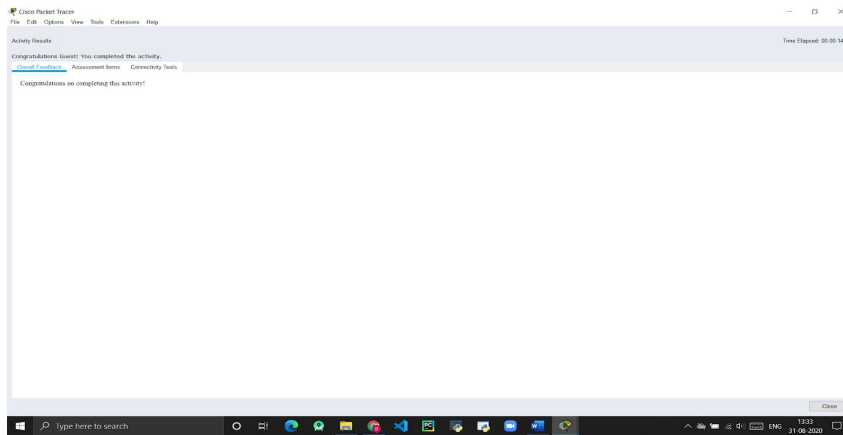 Cisco Packet Tracer
File Edit Options View Tools Extensions Help
Activity Results
Time Elapsed: 00:00:14
Congratulations Guest! You completed the activity.
Overall Feedback Assessment Items Connectivity Tests
Congratulations on completing this activity!
Close
Type here to search
ENG
13:33
31-08-2020